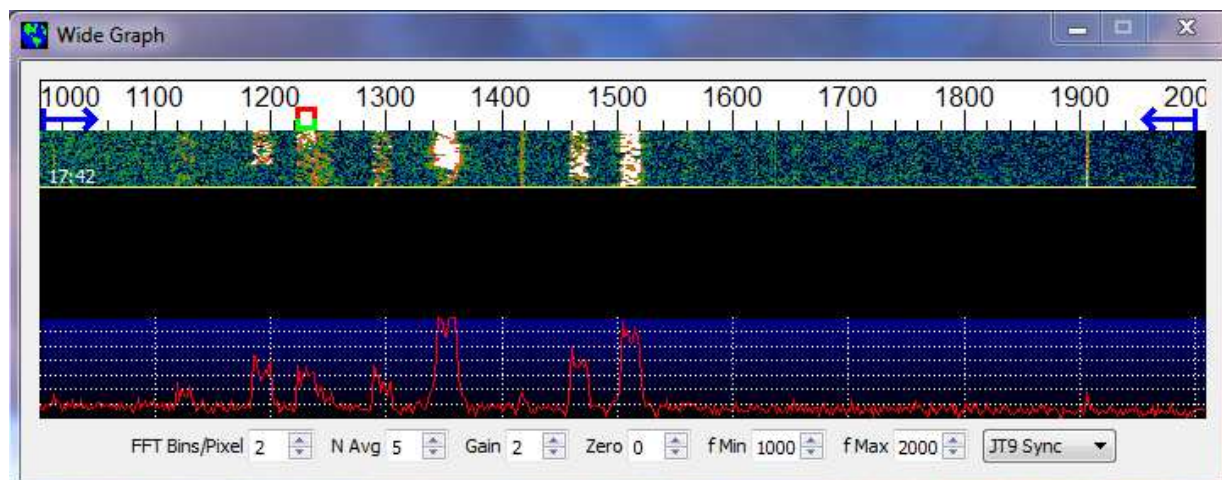 Wide Graph
1000 1100 1200 1300 1400 1500 1600 1700 1800 1900 200
17:42
FFT Bins/Pixel 2 N Avg 5 Gain 2 Zero 0 f Min 1000 f Max 2000 JT9 Sync